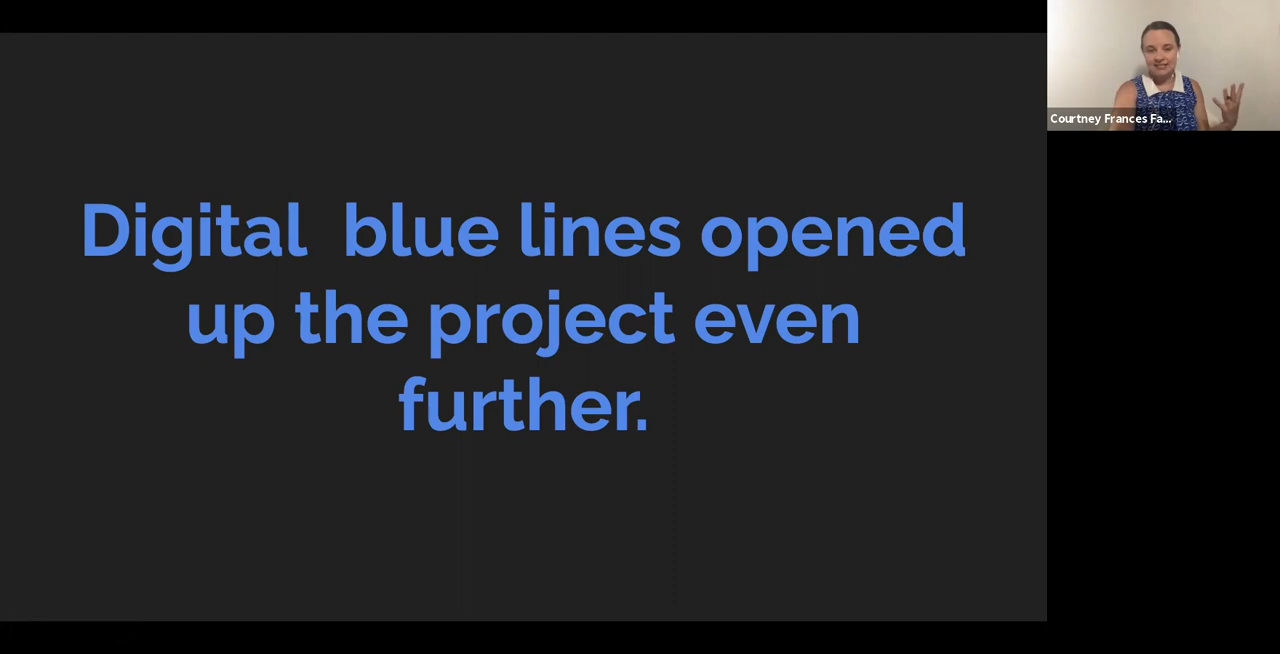 Digital  blue lines opened
up the project even
further.
Courtney Frances Fa...